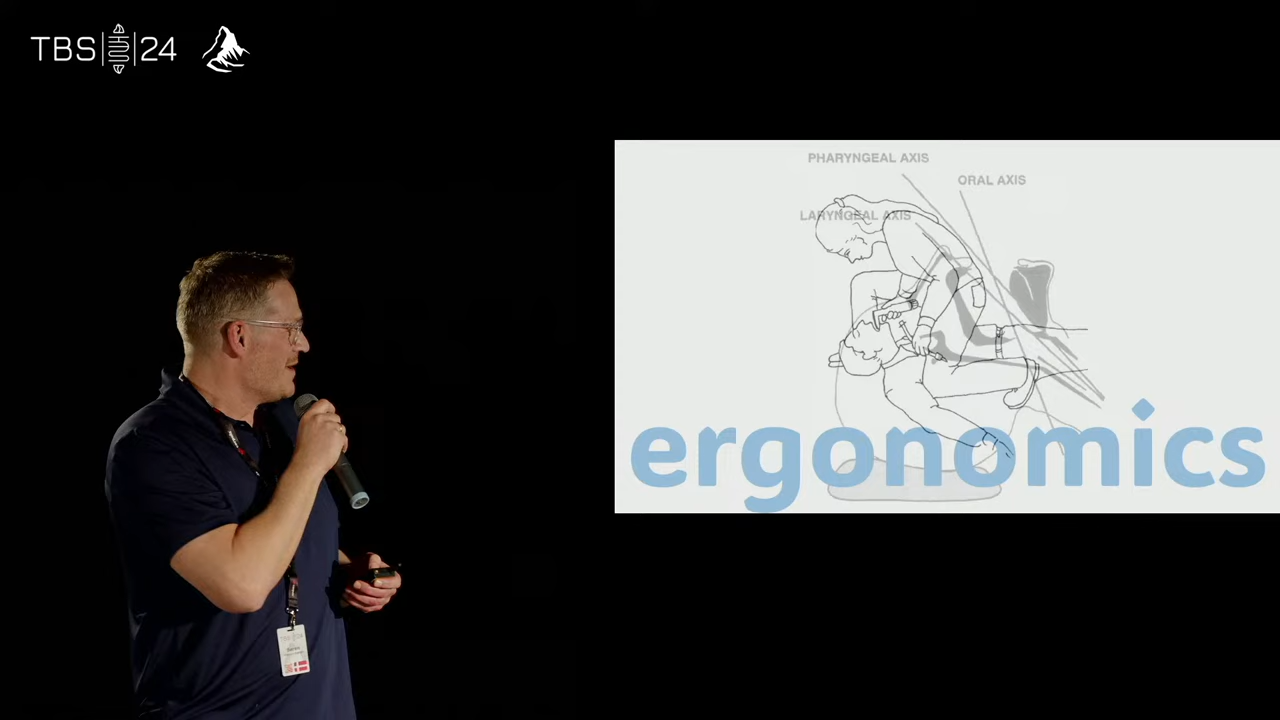 TBS 24
PHARYNGEAL AXIS
ORAL AXIS
LARYNGEAL AXIS
ergonomics